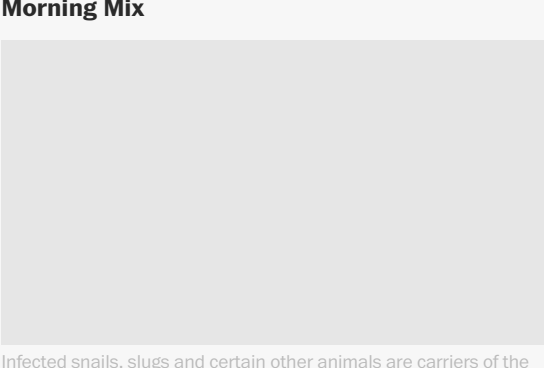 Morning Mix
Infected snails, slugs and certain other animals are carriers of the